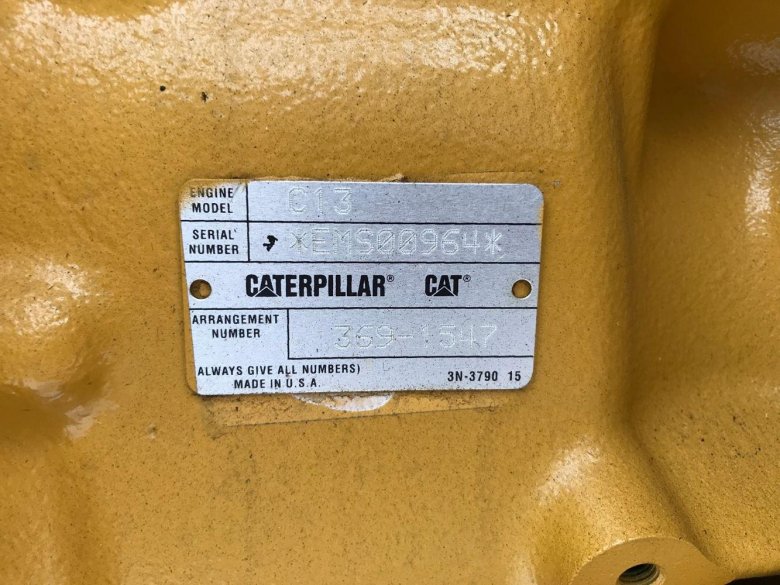 ENGINE MODEL C13
SERIAL NUMBER *EMS00964*
CATERPILLAR® CAT®
ARRANGEMENT NUMBER 369-1547
ALWAYS GIVE ALL NUMBERS)
MADE IN U.S.A. 3N-3790 15